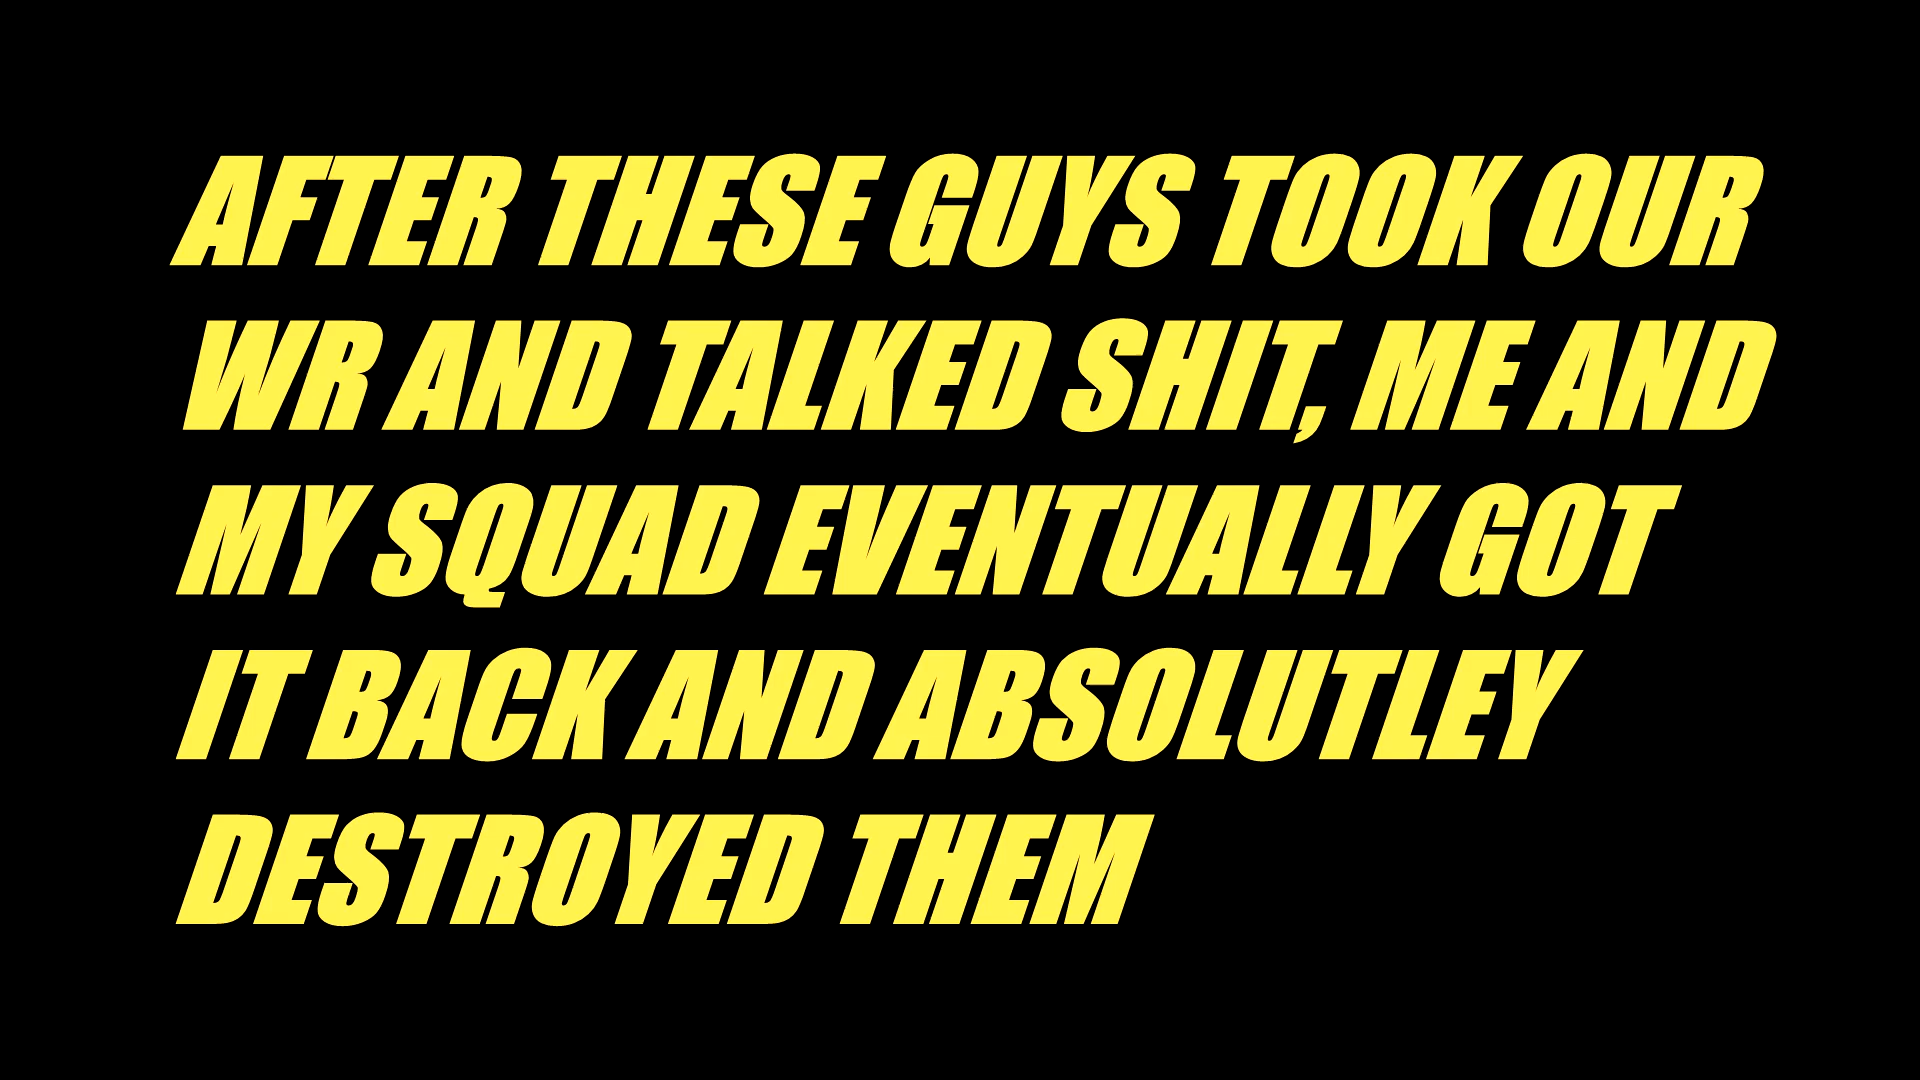 AFTER THESE GUYS TOOK OUR
WR AND TALKED SHIT, ME AND
MY SQUAD EVENTUALLY GOT
IT BACK AND ABSOLUTLEY
DESTROYED THEM